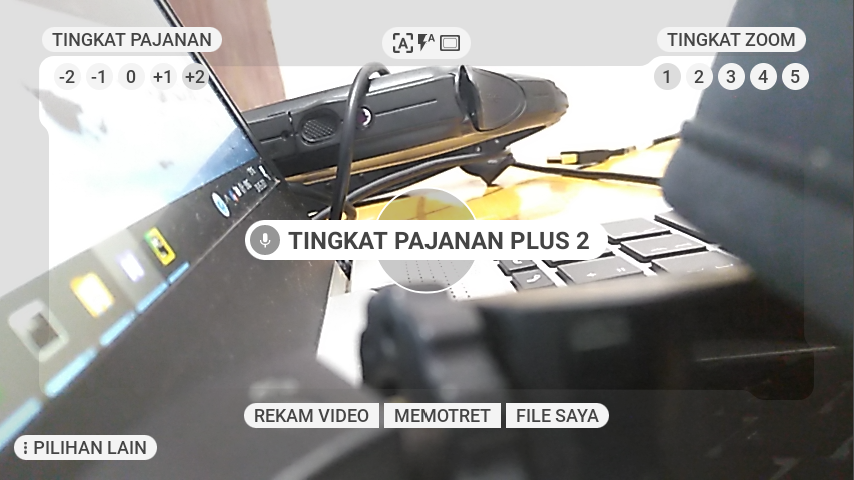 TINGKAT PAJANAN
TINGKAT ZOOM
-2 -1 0 +1 +2
1 2 3 4 5
TINGKAT PAJANAN PLUS 2
REKAM VIDEO
MEMOTRET
FILE SAYA
PILIHAN LAIN